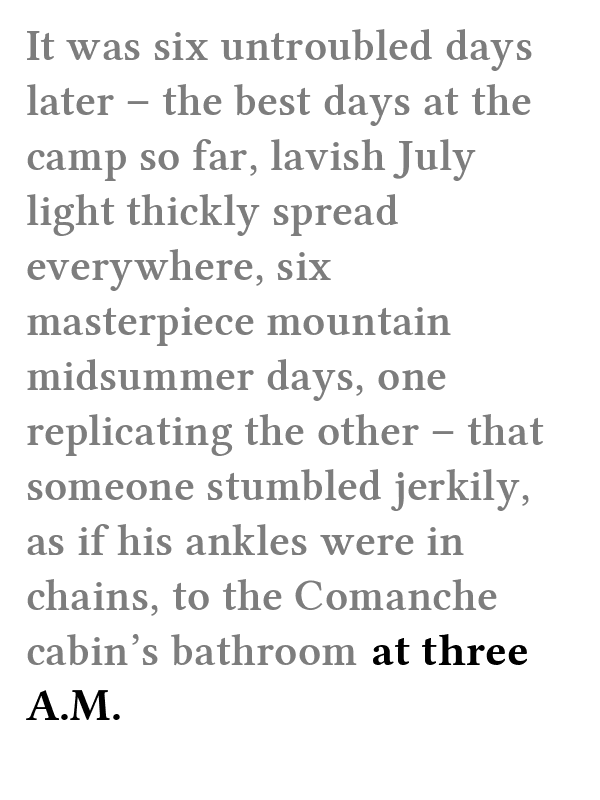 It was six untroubled days
later – the best days at the
camp so far, lavish July
light thickly spread
everywhere, six
masterpiece mountain
midsummer days, one
replicating the other – that
someone stumbled jerkily,
as if his ankles were in
chains, to the Comanche
cabin’s bathroom at three
A.M.